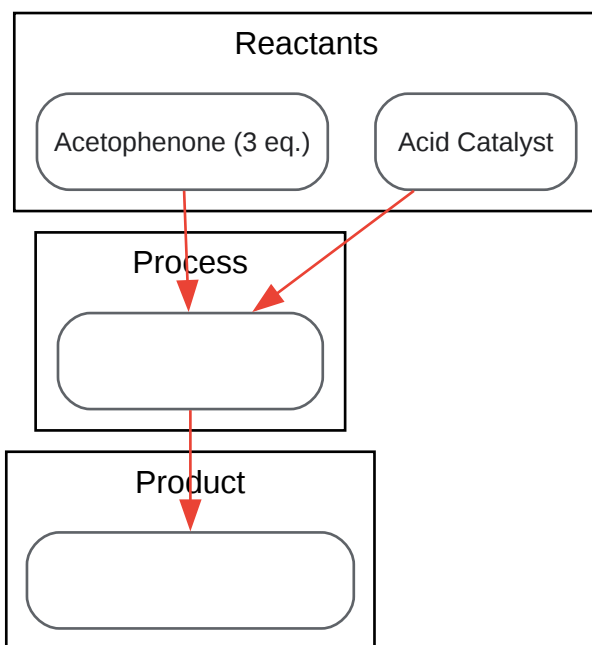 Reactants
Acetophenone (3 eq.)
Acid Catalyst
Process
Product